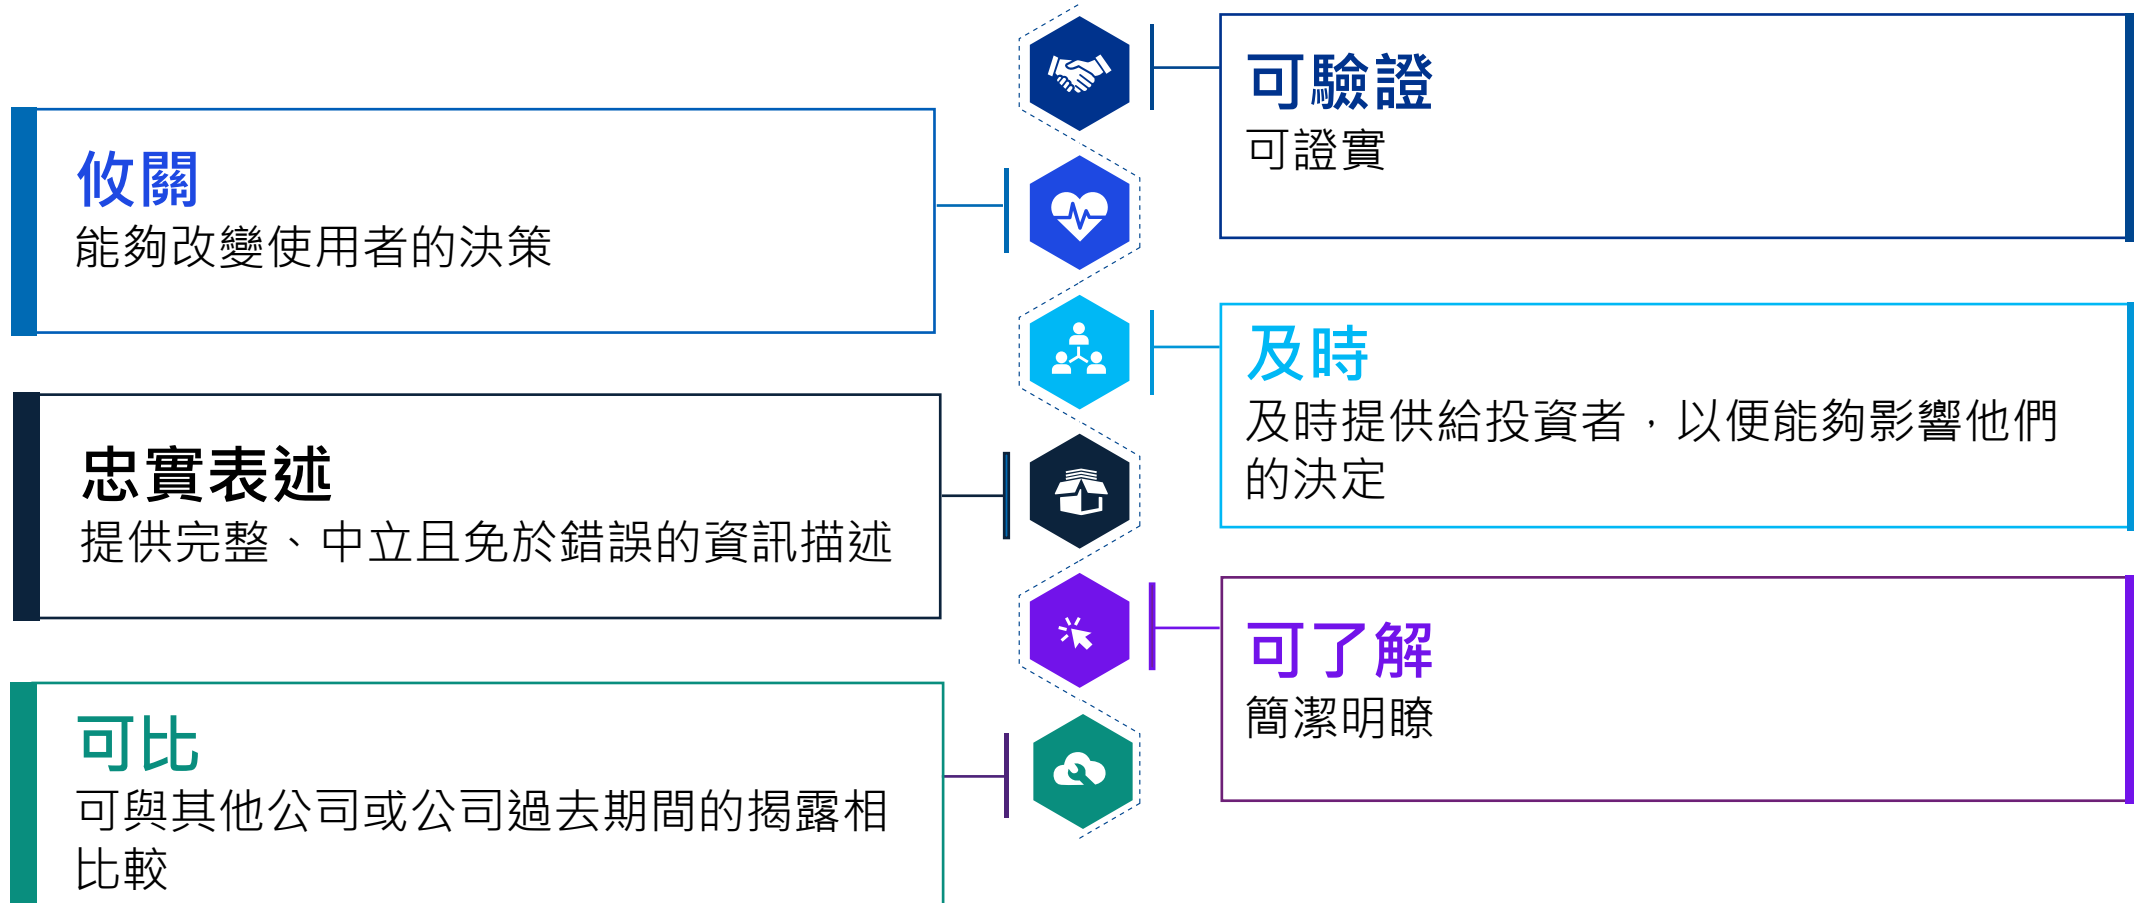 攸關
能夠改變使用者的決策
忠實表述
提供完整、中立且免於錯誤的資訊描述
可比
可與其他公司或公司過去期間的揭露相
比較
可驗證
可證實
及時
及時提供給投資者，以便能夠影響他們
的決定
可了解
簡潔明瞭